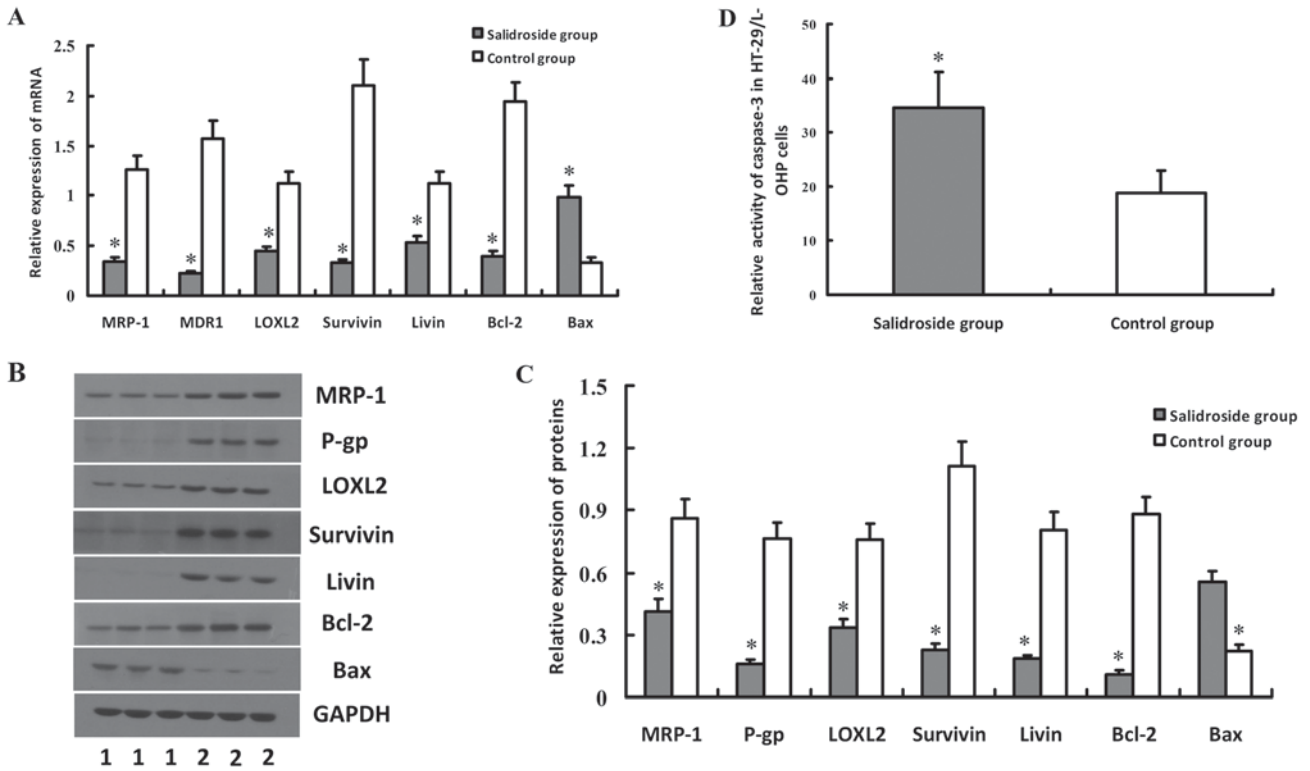 A
Salidroside group
Control group
Relative expression of mRNA
2.5
2
1.5
1
0.5
0
* * * * * * *
MRP-1 MDR1 LOXL2 Survivin Livin Bcl-2 Bax
D
Relative activity of caspase-3 in HT-29/L-
OHP cells
50
40
30
20
10
0
*
Salidroside group Control group
B
MRP-1
P-gp
LOXL2
Survivin
Livin
Bcl-2
Bax
GAPDH
1 1 1 2 2 2
C
Relative expression of proteins
1.5
1.2
0.9
0.6
0.3
0
Salidroside group
Control group
* * * * * * *
MRP-1 P-gp LOXL2 Survivin Livin Bcl-2 Bax